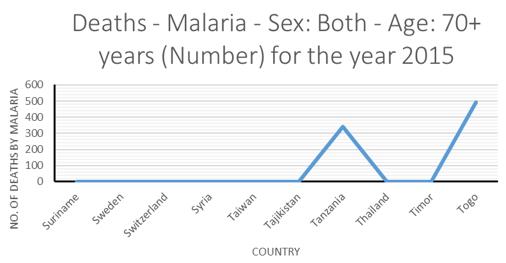 Deaths - Malaria - Sex: Both - Age: 70+
years (Number) for the year 2015
NO. OF DEATHS BY MALARIA
600
500
400
300
200
100
0
Suriname
Sweden
Switzerland
Syria
Taiwan
Tajikistan
Tanzania
Thailand
Timor
Togo
COUNTRY